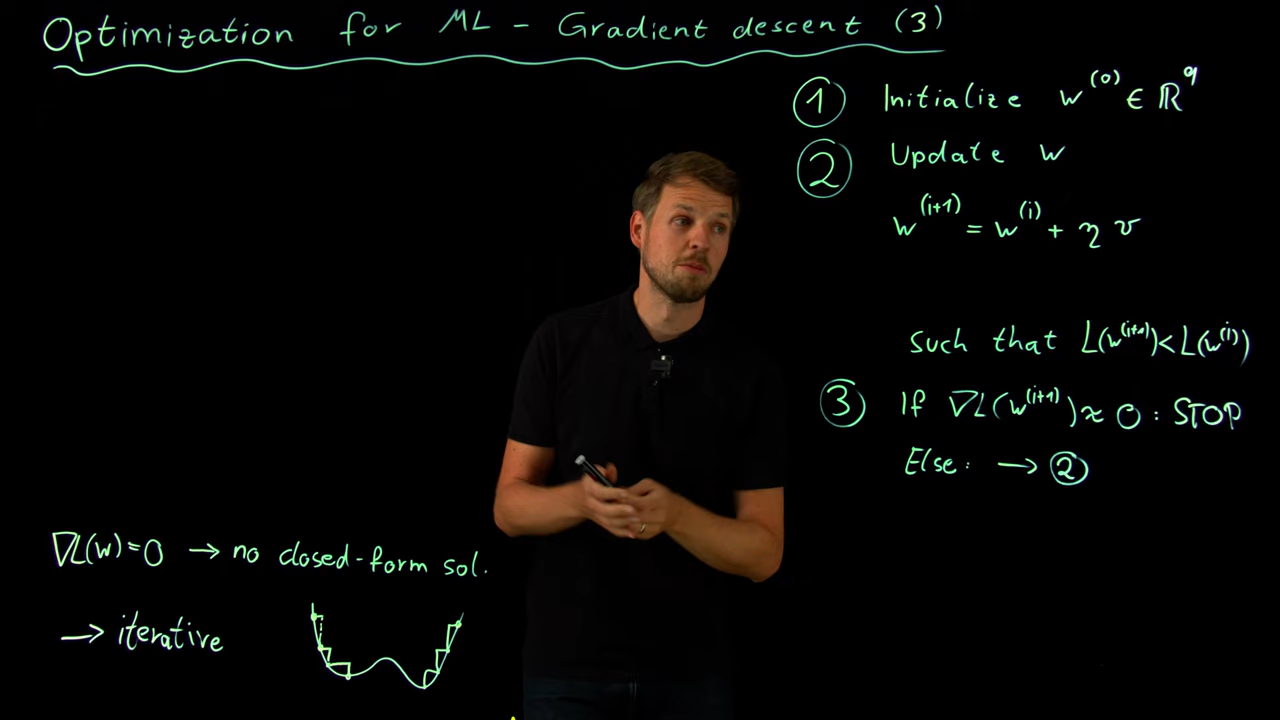 Optimization for ML - Gradient descent (3)
① Initialize w^(0) ∈ ℝ^q
② Update w
w^(i+1) = w^(i) + η v
such that L(w^(i+1)) < L(w^(i))
③ If ∇L(w^(i+1)) ≈ 0 : STOP
Else: → ②
∇L(w) = 0 → no closed-form sol.
→ iterative